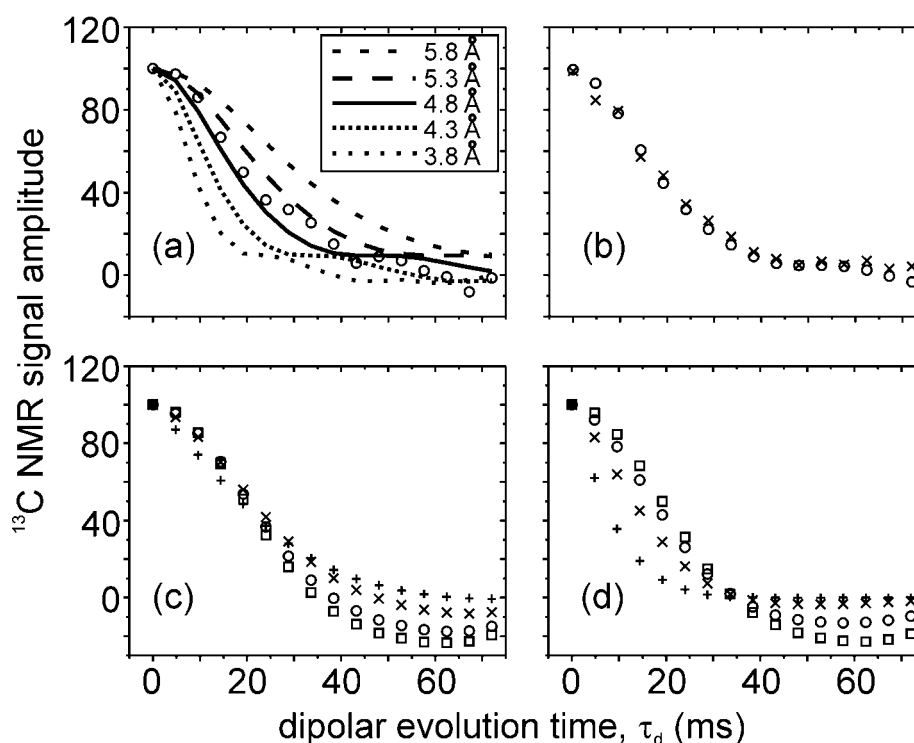 120
80
40
0
5.8 Å
5.3 Å
4.8 Å
4.3 Å
3.8 Å
(a)
(b)
¹³C NMR signal amplitude
120
80
40
0
(c)
(d)
0 20 40 60
0 20 40 60
dipolar evolution time, τd (ms)